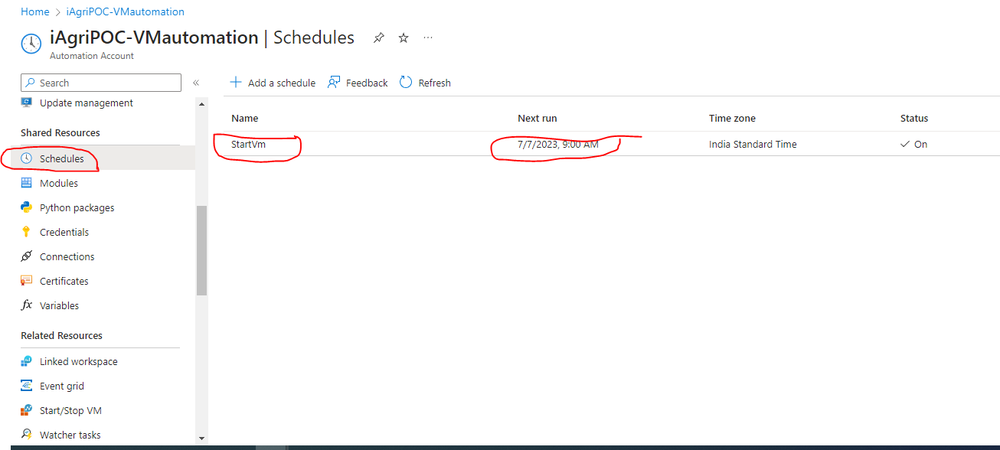 Home > iAgriPOC-VMautomation
iAgriPOC-VMautomation | Schedules ...
Automation Account
Search
«
+ Add a schedule Feedback Refresh
Update management
Shared Resources
Schedules
Modules
Python packages
Credentials
Connections
Certificates
Variables
Related Resources
Linked workspace
Event grid
Start/Stop VM
Watcher tasks
Name Next run Time zone Status
StartVm 7/7/2023, 9:00 AM India Standard Time ✓ On